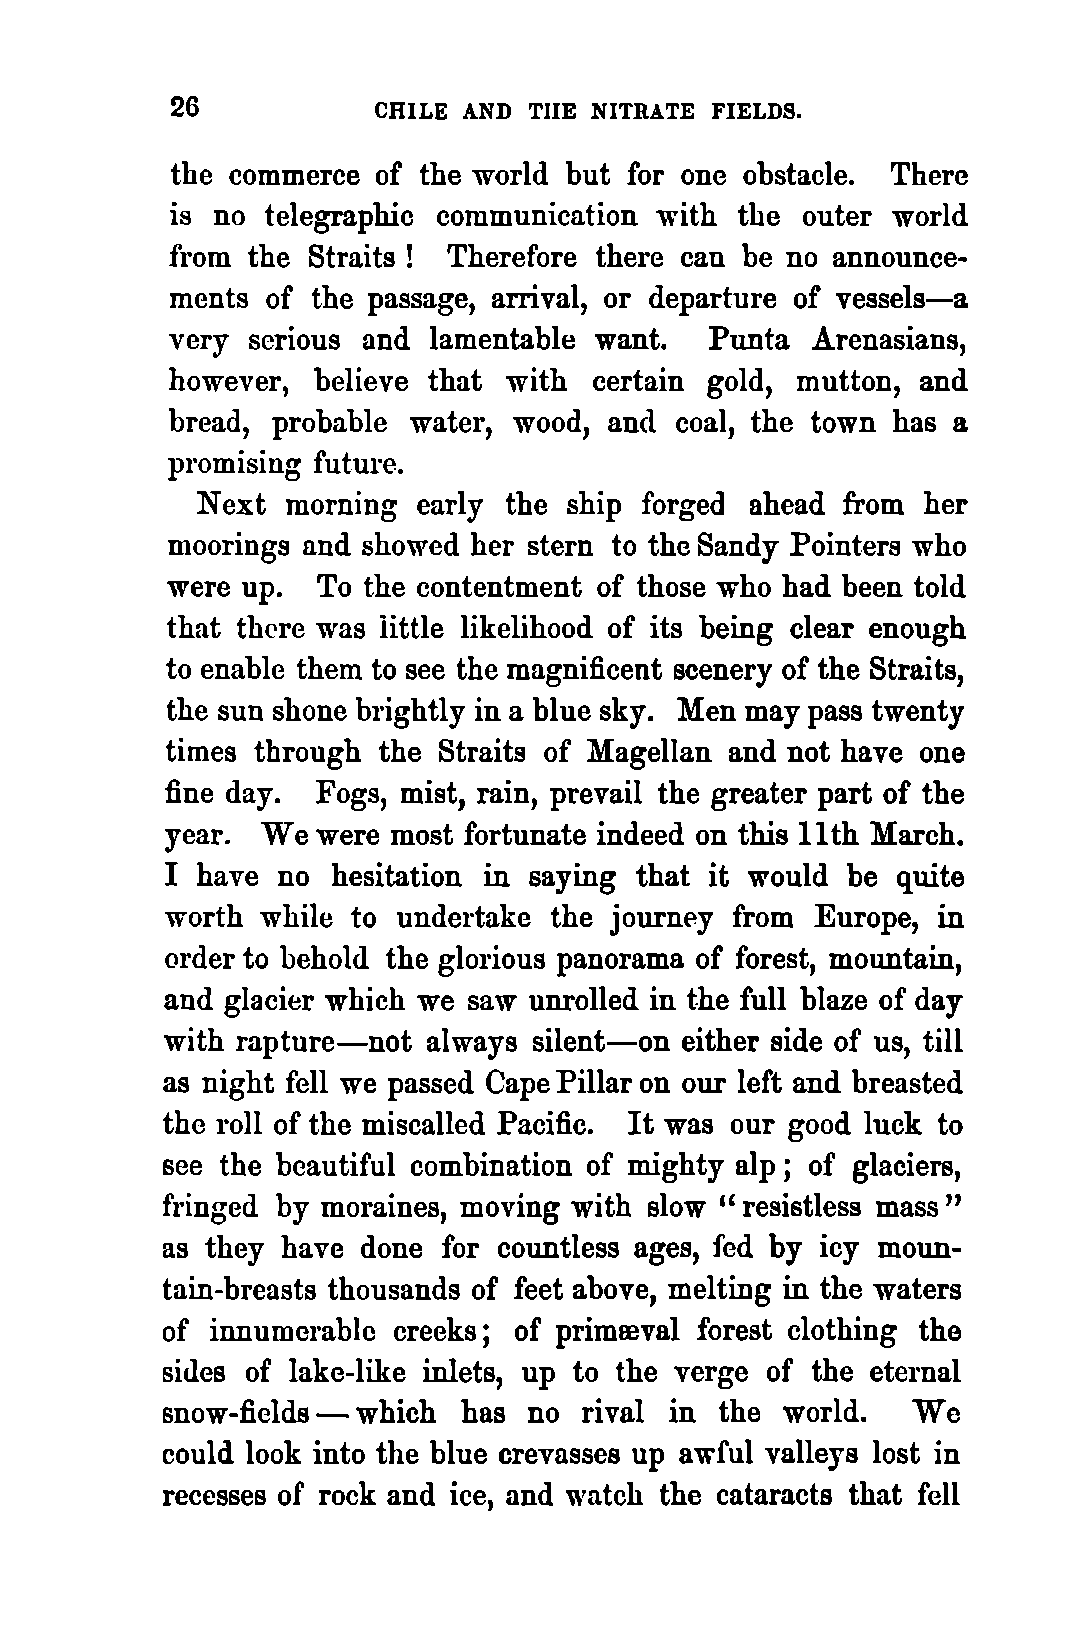 26 CHILE AND THE NITRATE FIELDS.
the commerce of the world but for one obstacle. There
is no telegraphic communication with the outer world
from the Straits ! Therefore there can be no announce-
ments of the passage, arrival, or departure of vessels—a
very serious and lamentable want. Punta Arenasians,
however, believe that with certain gold, mutton, and
bread, probable water, wood, and coal, the town has a
promising future.
Next morning early the ship forged ahead from her
moorings and showed her stern to the Sandy Pointers who
were up. To the contentment of those who had been told
that there was little likelihood of its being clear enough
to enable them to see the magnificent scenery of the Straits,
the sun shone brightly in a blue sky. Men may pass twenty
times through the Straits of Magellan and not have one
fine day. Fogs, mist, rain, prevail the greater part of the
year. We were most fortunate indeed on this 11th March.
I have no hesitation in saying that it would be quite
worth while to undertake the journey from Europe, in
order to behold the glorious panorama of forest, mountain,
and glacier which we saw unrolled in the full blaze of day
with rapture—not always silent—on either side of us, till
as night fell we passed Cape Pillar on our left and breasted
the roll of the miscalled Pacific. It was our good luck to
see the beautiful combination of mighty alp ; of glaciers,
fringed by moraines, moving with slow “resistless mass”
as they have done for countless ages, fed by icy moun-
tain-breasts thousands of feet above, melting in the waters
of innumerable creeks; of primæval forest clothing the
sides of lake-like inlets, up to the verge of the eternal
snow-fields — which has no rival in the world. We
could look into the blue crevasses up awful valleys lost in
recesses of rock and ice, and watch the cataracts that fell